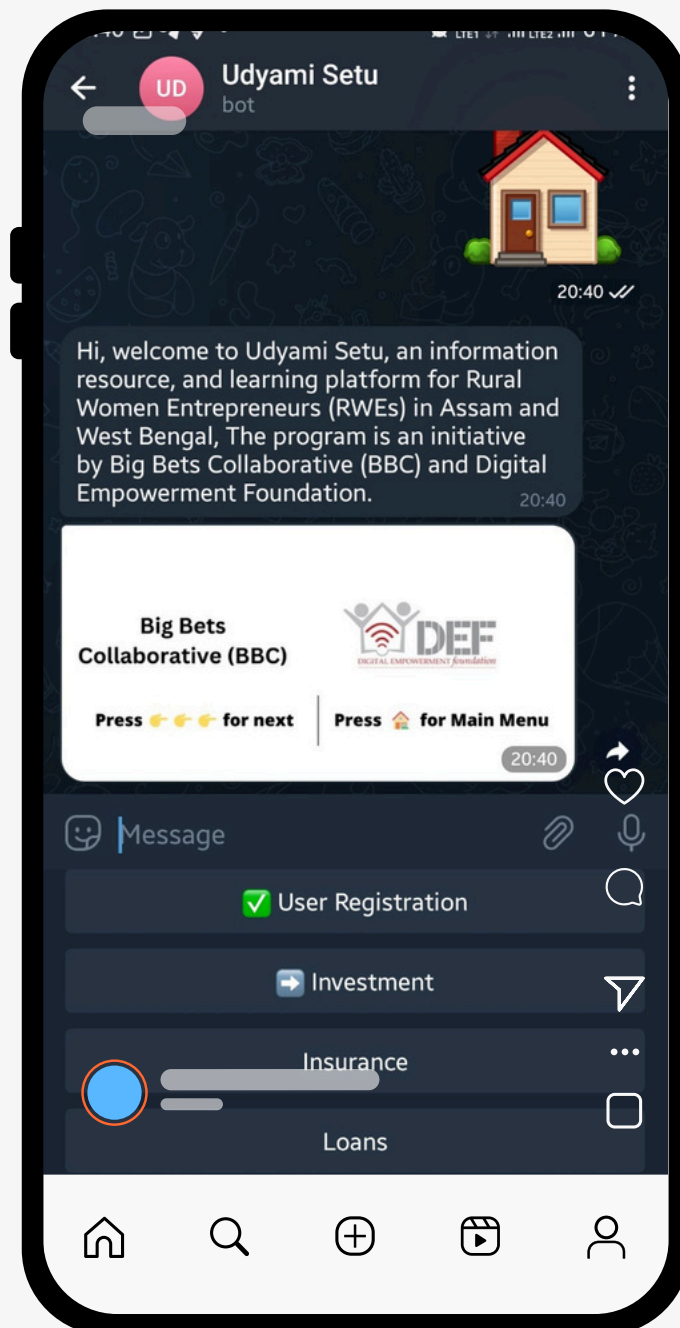 LTE1 LTE2
UD
Udyami Setu
bot
20:40
Hi, welcome to Udyami Setu, an information
resource, and learning platform for Rural
Women Entrepreneurs (RWEs) in Assam and
West Bengal, The program is an initiative
by Big Bets Collaborative (BBC) and Digital
Empowerment Foundation.
20:40
Big Bets
Collaborative (BBC)
DEF
DIGITAL EMPOWERMENT foundation
Press 👉 👉 👉 for next
Press 🏠 for Main Menu
20:40
Message
✅ User Registration
➡️ Investment
Insurance
Loans